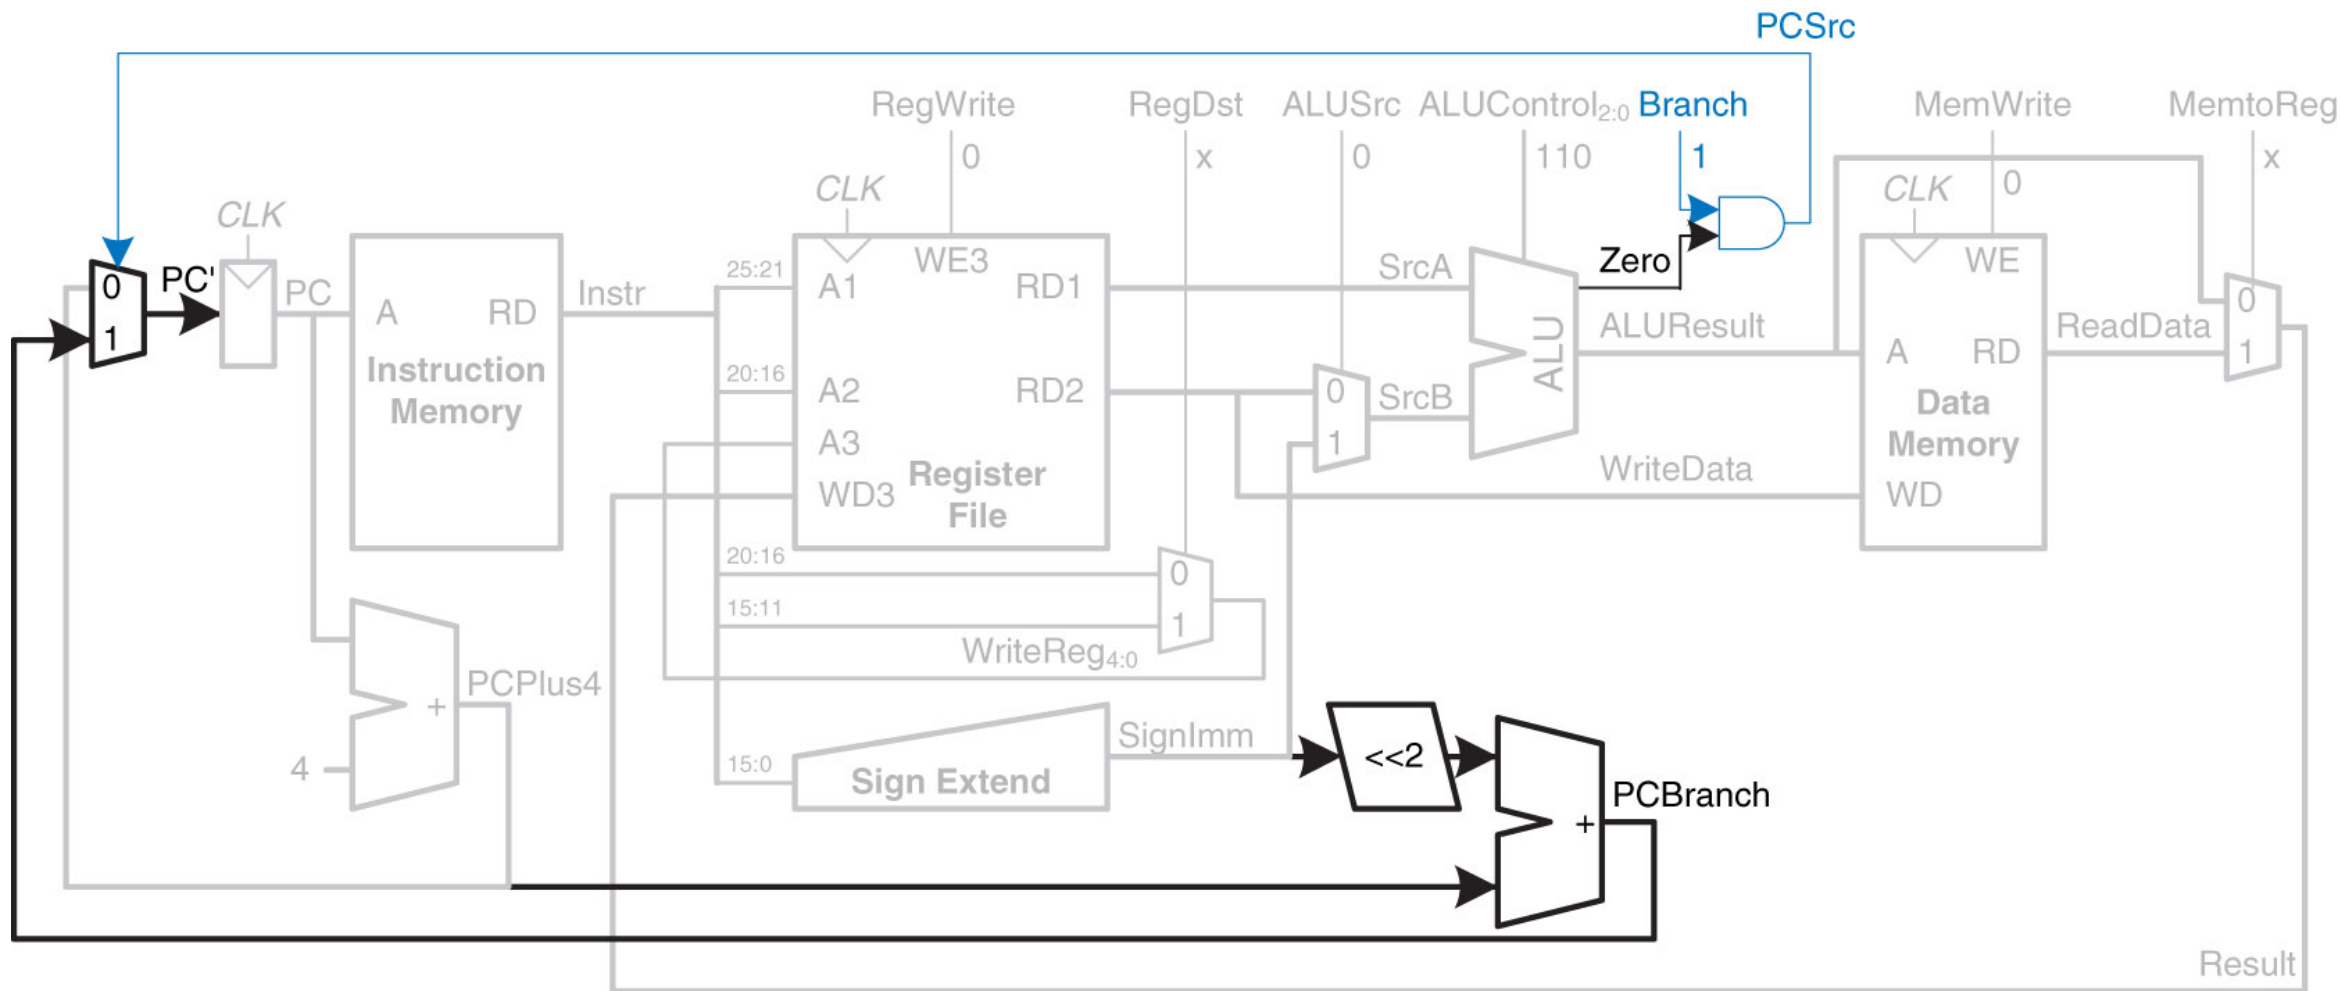 PCSrc
RegWrite
RegDst
ALUSrc
ALUControl2:0
Branch
MemWrite
MemtoReg
0
x
0
110
1
0
x
CLK
CLK
CLK
0
1
PC'
PC
A
RD
Instruction
Memory
Instr
25:21
20:16
A1
A2
A3
WD3
WE3
RD1
RD2
Register
File
SrcA
0
1
SrcB
ALU
Zero
ALUResult
WriteData
WE
A
RD
Data
Memory
WD
ReadData
0
1
20:16
15:11
0
1
WriteReg4:0
PCPlus4
+
4
15:0
Sign Extend
SignImm
<<2
+
PCBranch
Result